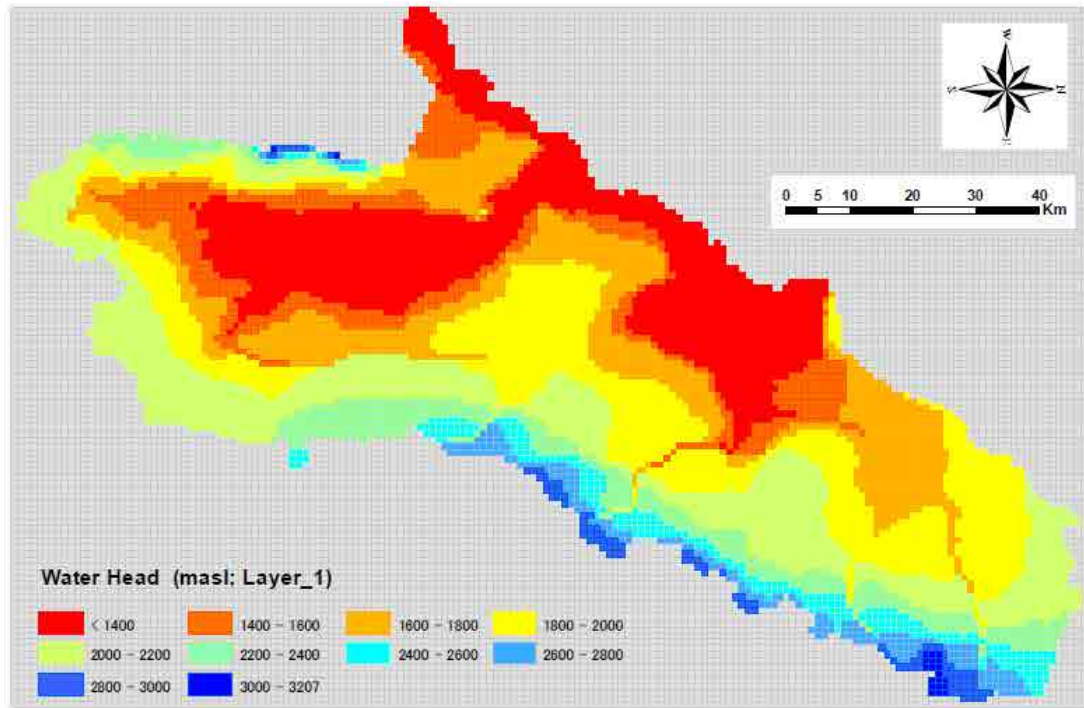 W
S N
E
0 5 10 20 30 40
Km
Water Head (masl: Layer_1)
< 1400 1400 - 1600 1600 - 1800 1800 - 2000
2000 - 2200 2200 - 2400 2400 - 2600 2600 - 2800
2800 - 3000 3000 - 3207